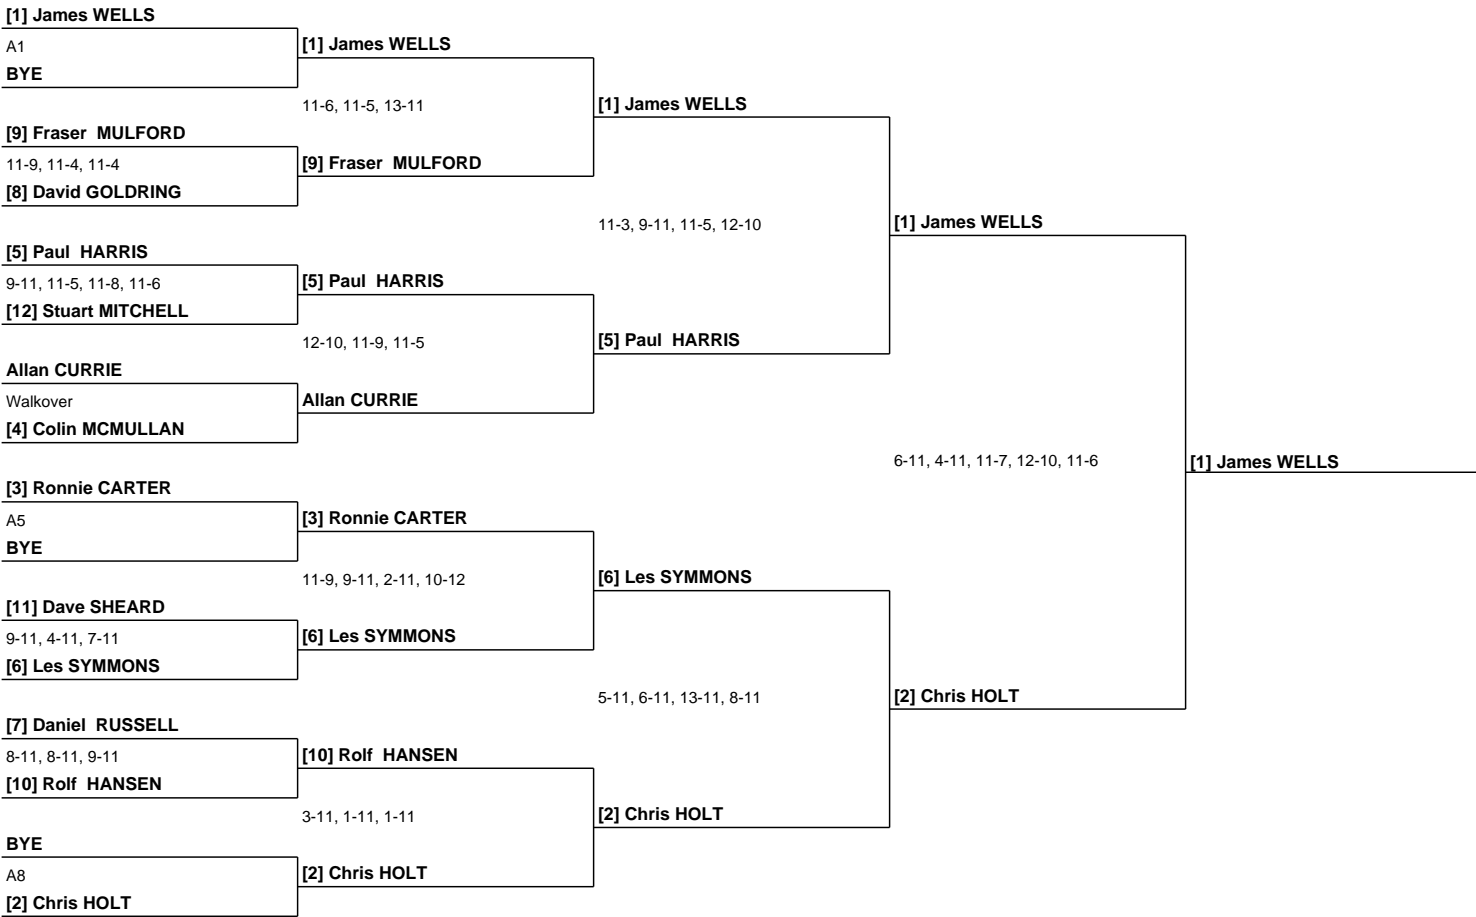 [1] James WELLS
A1
BYE
[9] Fraser  MULFORD
11-9, 11-4, 11-4
[8] David GOLDRING
[5] Paul  HARRIS
9-11, 11-5, 11-8, 11-6
[12] Stuart MITCHELL
Allan CURRIE
Walkover
[4] Colin MCMULLAN
[3] Ronnie CARTER
A5
BYE
[11] Dave SHEARD
9-11, 4-11, 7-11
[6] Les SYMMONS
[7] Daniel  RUSSELL
8-11, 8-11, 9-11
[10] Rolf  HANSEN
BYE
A8
[2] Chris HOLT
[1] James WELLS
11-6, 11-5, 13-11
[9] Fraser  MULFORD
[5] Paul  HARRIS
12-10, 11-9, 11-5
Allan CURRIE
[3] Ronnie CARTER
11-9, 9-11, 2-11, 10-12
[6] Les SYMMONS
[10] Rolf  HANSEN
3-11, 1-11, 1-11
[2] Chris HOLT
[1] James WELLS
11-3, 9-11, 11-5, 12-10
[5] Paul  HARRIS
[6] Les SYMMONS
5-11, 6-11, 13-11, 8-11
[2] Chris HOLT
[1] James WELLS
6-11, 4-11, 11-7, 12-10, 11-6
[2] Chris HOLT
[1] James WELLS